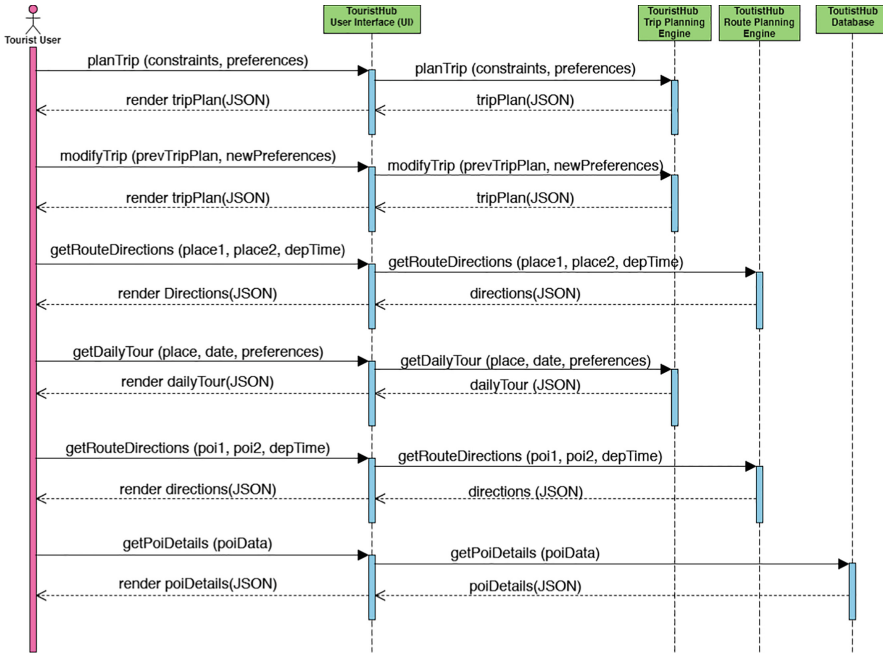 Tourist User
TouristHub
User Interface (UI)
TouristHub
Trip Planning
Engine
ToutistHub
Route Planning
Engine
ToutistHub
Database
planTrip (constraints, preferences)
planTrip (constraints, preferences)
render tripPlan(JSON)
tripPlan(JSON)
modifyTrip (prevTripPlan, newPreferences)
modifyTrip (prevTripPlan, newPreferences)
render tripPlan(JSON)
tripPlan(JSON)
getRouteDirections (place1, place2, depTime)
getRouteDirections (place1, place2, depTime)
render Directions(JSON)
directions(JSON)
getDailyTour (place, date, preferences)
getDailyTour (place, date, preferences)
render dailyTour(JSON)
dailyTour (JSON)
getRouteDirections (poi1, poi2, depTime)
getRouteDirections (poi1, poi2, depTime)
render directions(JSON)
directions (JSON)
getPoiDetails (poiData)
getPoiDetails (poiData)
render poiDetails(JSON)
poiDetails(JSON)